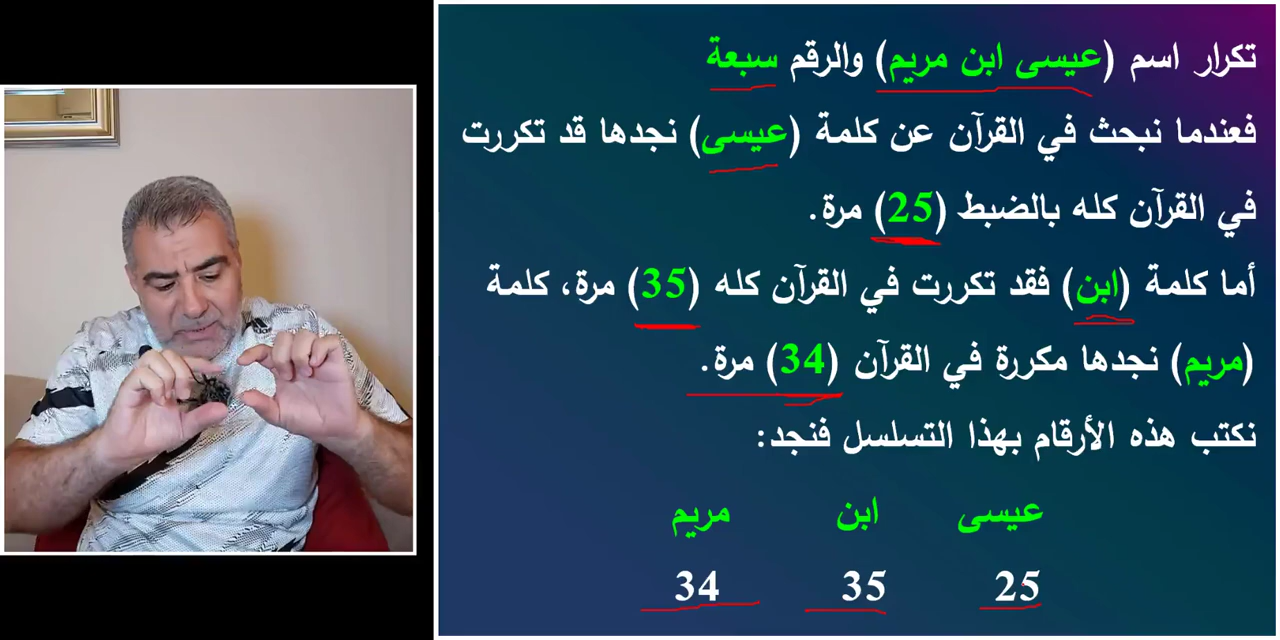 تكرار اسم (عيسى ابن مريم) والرقم سبعة
فعندما نبحث في القرآن عن كلمة (عيسى) نجدها قد تكررت
في القرآن كله بالضبط (25) مرة.
أما كلمة (ابن) فقد تكررت في القرآن كله (35) مرة، كلمة
(مريم) نجدها مكررة في القرآن (34) مرة.
نكتب هذه الأرقام بهذا التسلسل فنجد:
عيسى ابن مريم
25 35 34